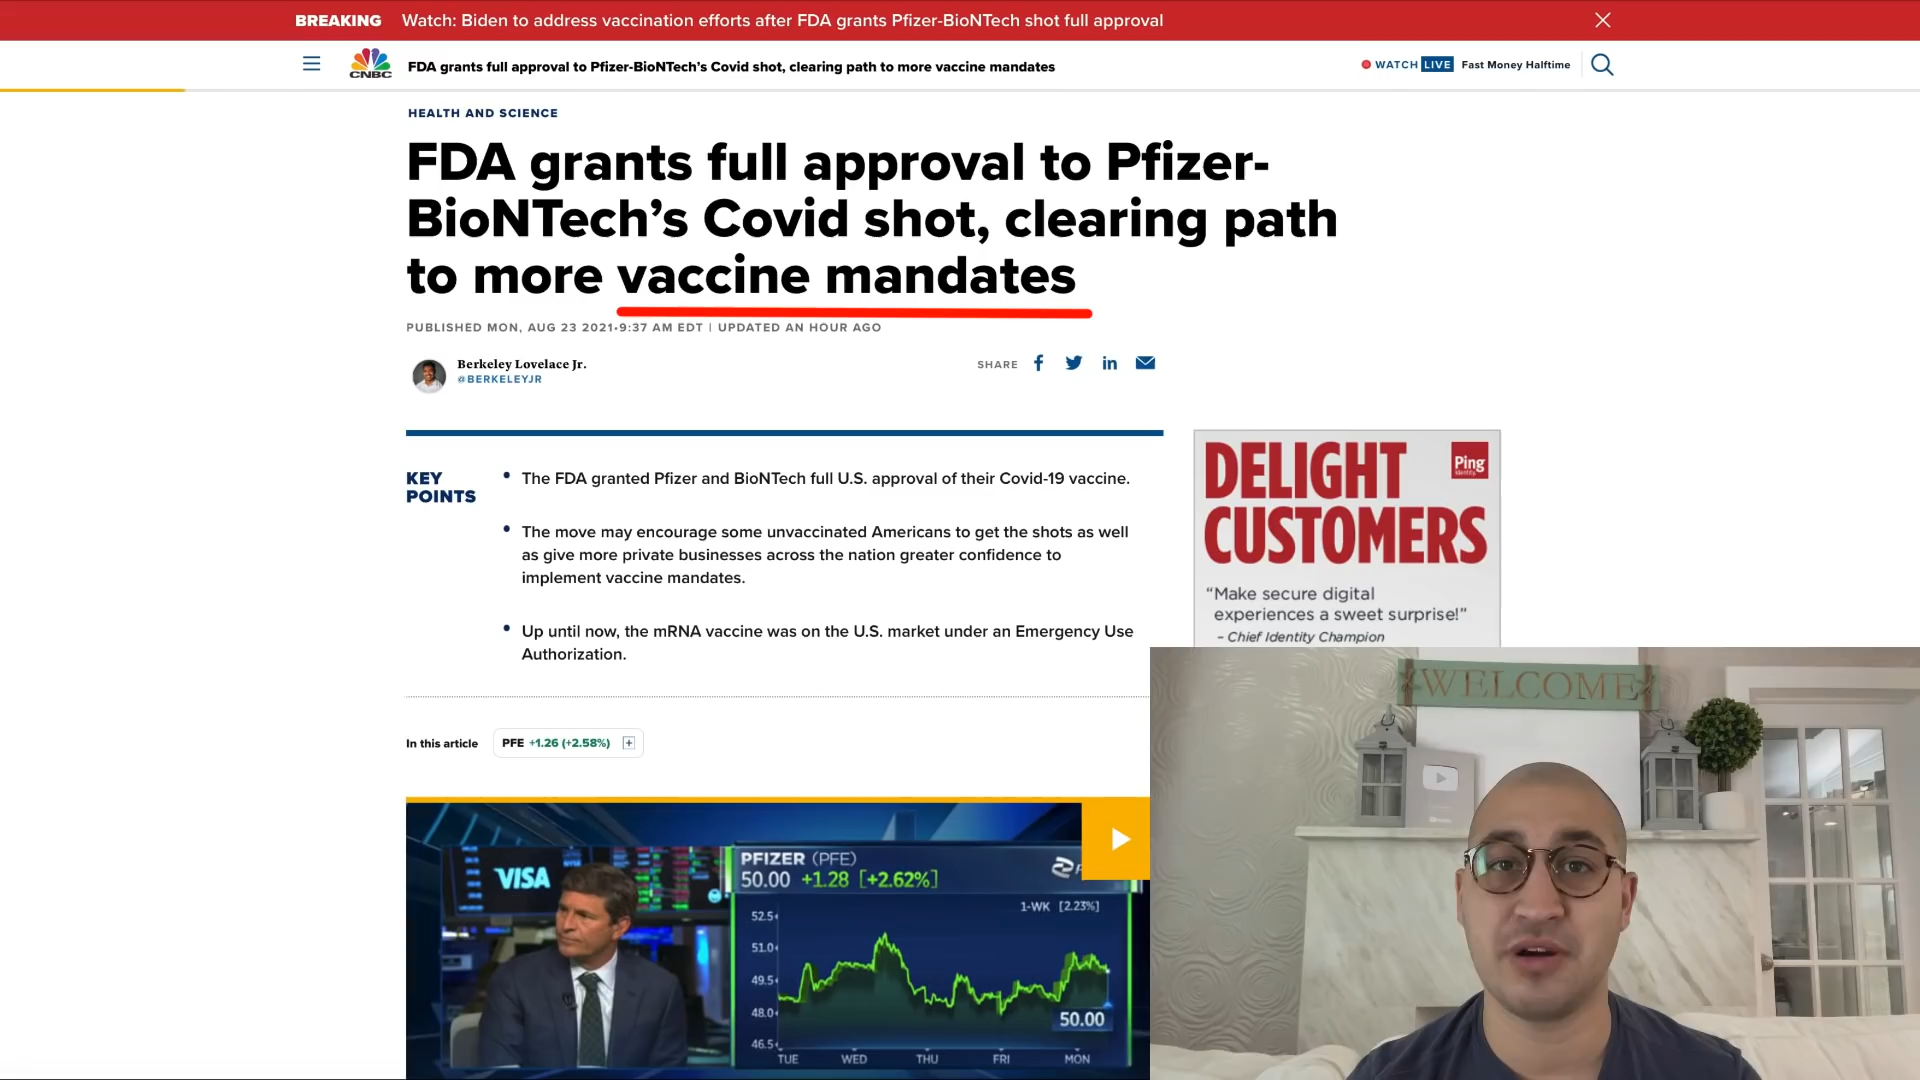 BREAKING Watch: Biden to address vaccination efforts after FDA grants Pfizer-BioNTech shot full approval
CNBC
FDA grants full approval to Pfizer-BioNTech’s Covid shot, clearing path to more vaccine mandates
WATCH LIVE Fast Money Halftime
HEALTH AND SCIENCE
FDA grants full approval to Pfizer-
BioNTech’s Covid shot, clearing path
to more vaccine mandates
PUBLISHED MON, AUG 23 2021•9:37 AM EDT | UPDATED AN HOUR AGO
Berkeley Lovelace Jr.
@BERKELEYJR
SHARE
KEY
POINTS
• The FDA granted Pfizer and BioNTech full U.S. approval of their Covid-19 vaccine.
• The move may encourage some unvaccinated Americans to get the shots as well
as give more private businesses across the nation greater confidence to
implement vaccine mandates.
• Up until now, the mRNA vaccine was on the U.S. market under an Emergency Use
Authorization.
DELIGHT
CUSTOMERS
Ping
Identity
“Make secure digital
experiences a sweet surprise!”
– Chief Identity Champion
In this article
PFE +1.26 (+2.58%)
VISA
PFIZER (PFE)
50.00 +1.28 [+2.62%]
1-WK [2.23%]
52.5
51.0
49.5
48.0
46.5
50.00
TUE WED THU FRI MON
WELCOME